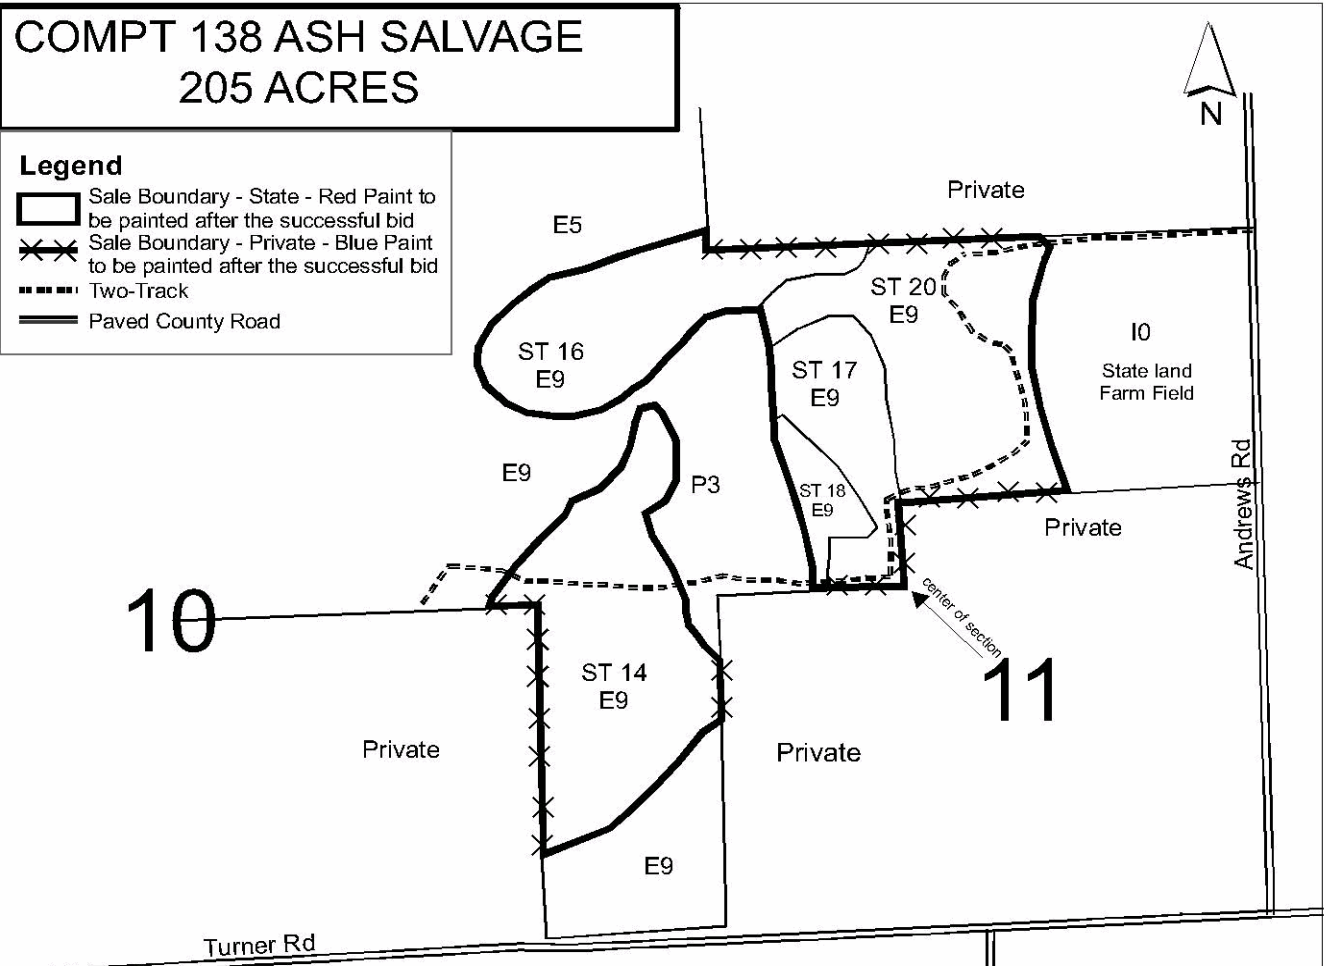 COMPT 138 ASH SALVAGE
205 ACRES
Legend
Sale Boundary - State - Red Paint to
be painted after the successful bid
Sale Boundary - Private - Blue Paint
to be painted after the successful bid
Two-Track
Paved County Road
N
Private
E5
ST 20
E9
ST 16
E9
ST 17
E9
I0
State land
Farm Field
E9
P3
ST 18
E9
Private
Andrews Rd
center of section
10
11
ST 14
E9
Private
Private
E9
Turner Rd